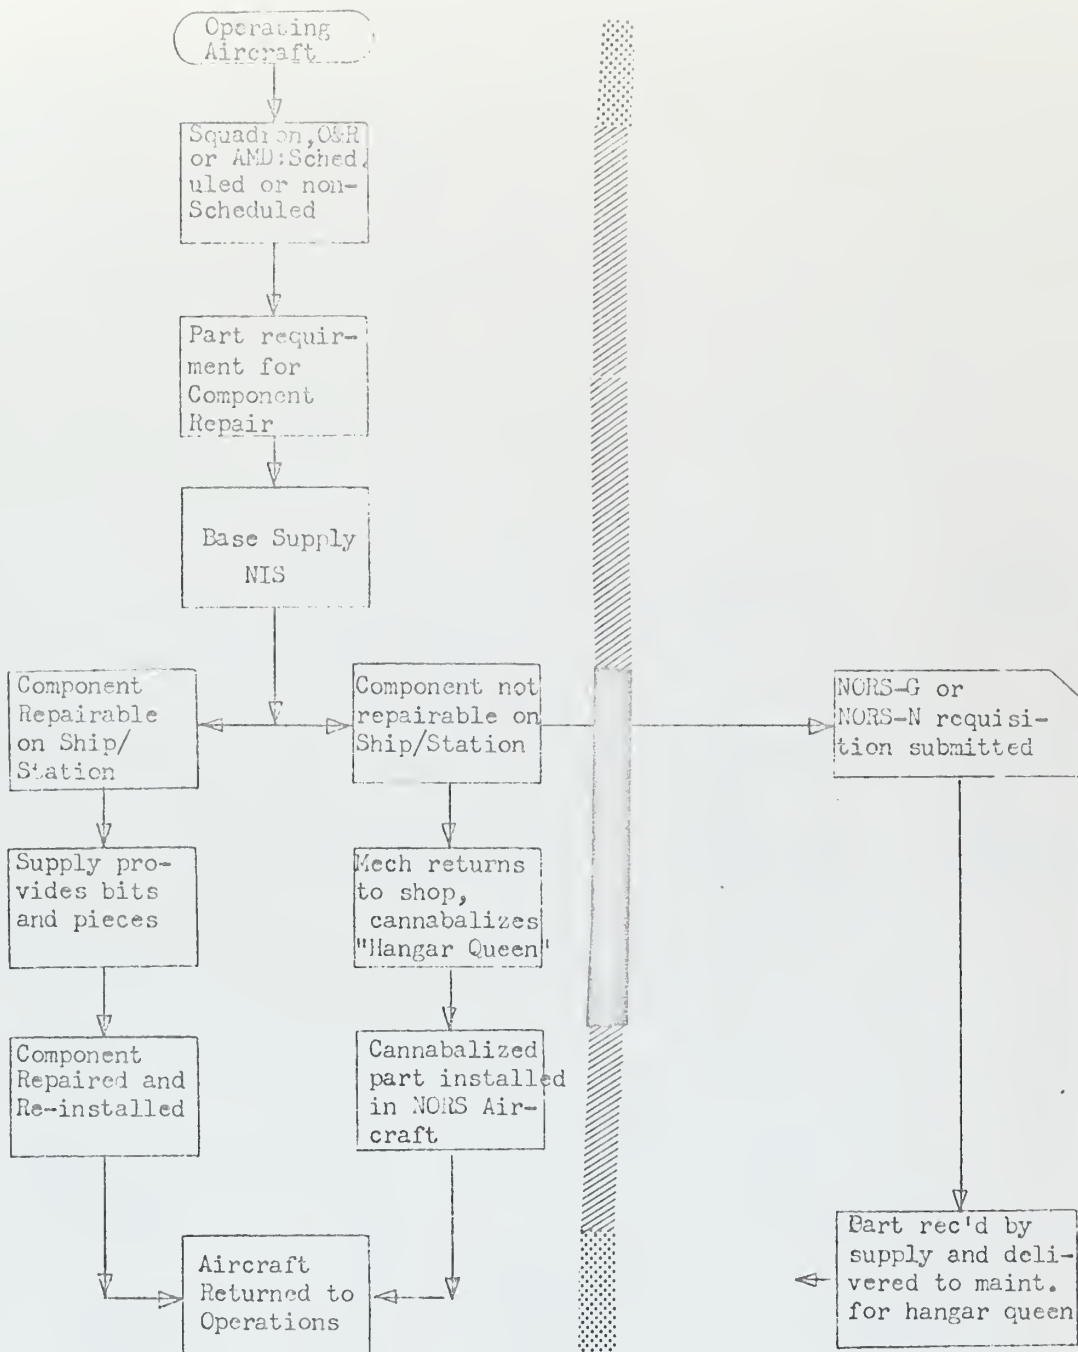 Operating
Aircraft
Squadron,O&R
or AMD:Sched,
uled or non-
Scheduled
Part requir-
ment for
Component
Repair
Base Supply
NIS
Component
Repairable
on Ship/
Station
Component not
repairable on
Ship/Station
NORS-G or
NORS-N requisi-
tion submitted
Supply pro-
vides bits
and pieces
Mech returns
to shop,
cannabalizes
"Hangar Queen"
Component
Repaired and
Re-installed
Cannabalized
part installed
in NORS Air-
craft
Aircraft
Returned to
Operations
Part rec'd by
supply and deli-
vered to maint.
for hangar queen